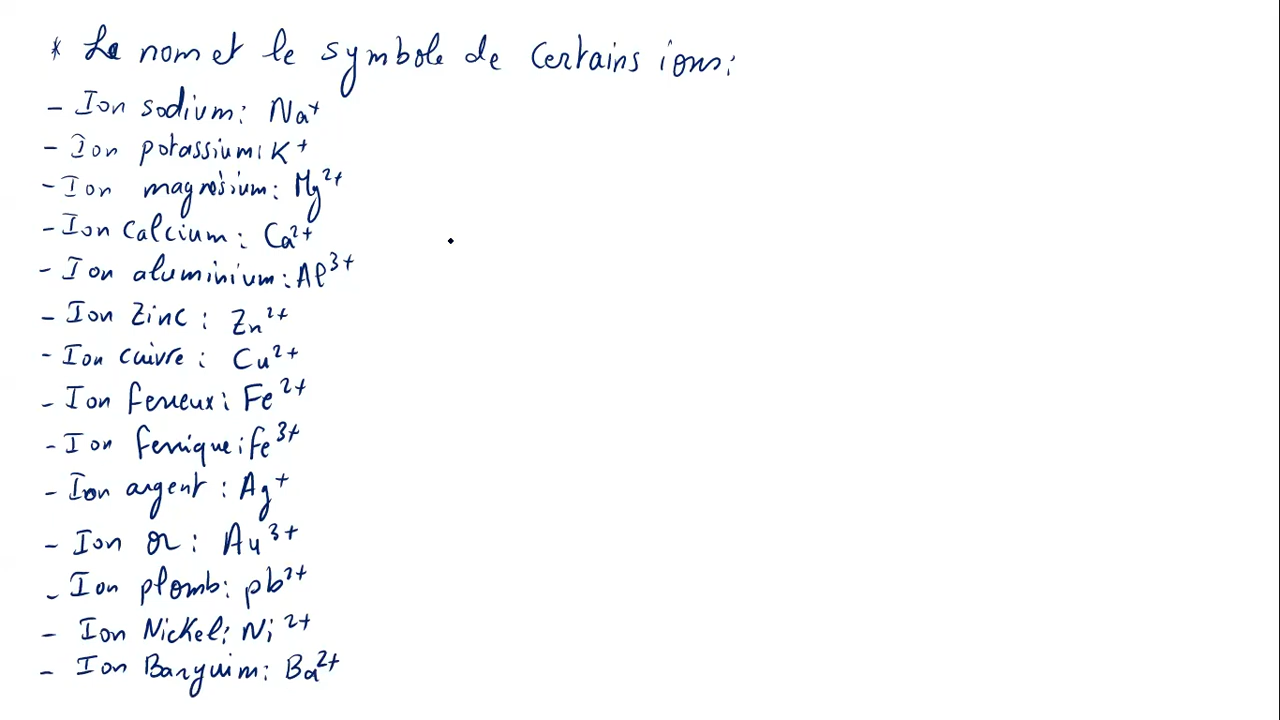 * Le nom et le symbole de certains ions:
- Ion sodium: Na⁺
- Ion potassium: K⁺
- Ion magnésium: Mg²⁺
- Ion calcium: Ca²⁺
- Ion aluminium: Al³⁺
- Ion Zinc: Zn²⁺
- Ion cuivre: Cu²⁺
- Ion ferreux: Fe²⁺
- Ion ferrique: fe³⁺
- Ion argent: Ag⁺
- Ion or: Au³⁺
- Ion plomb: pb²⁺
- Ion Nickel: Ni²⁺
- Ion Baryuim: Ba²⁺